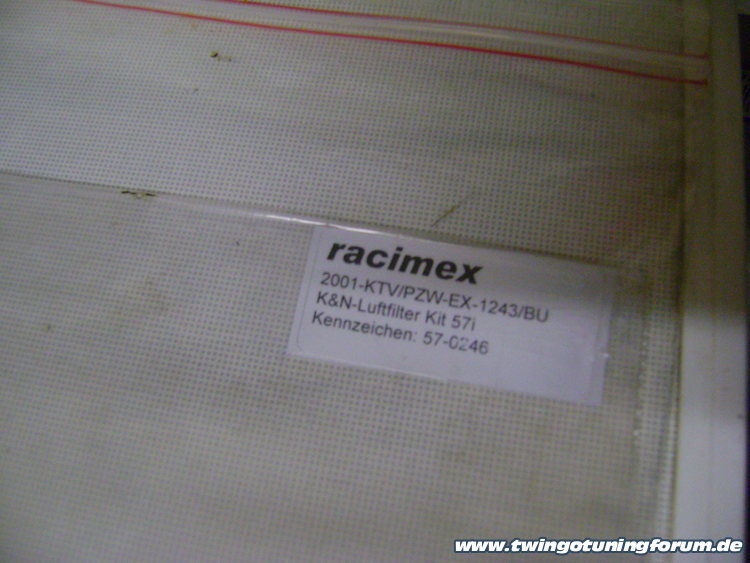 racimex
2001-KTV/PZW-EX-1243/BU
K&N-Luftfilter Kit 57i
Kennzeichen: 57-0246
www.twingotuningforum.de